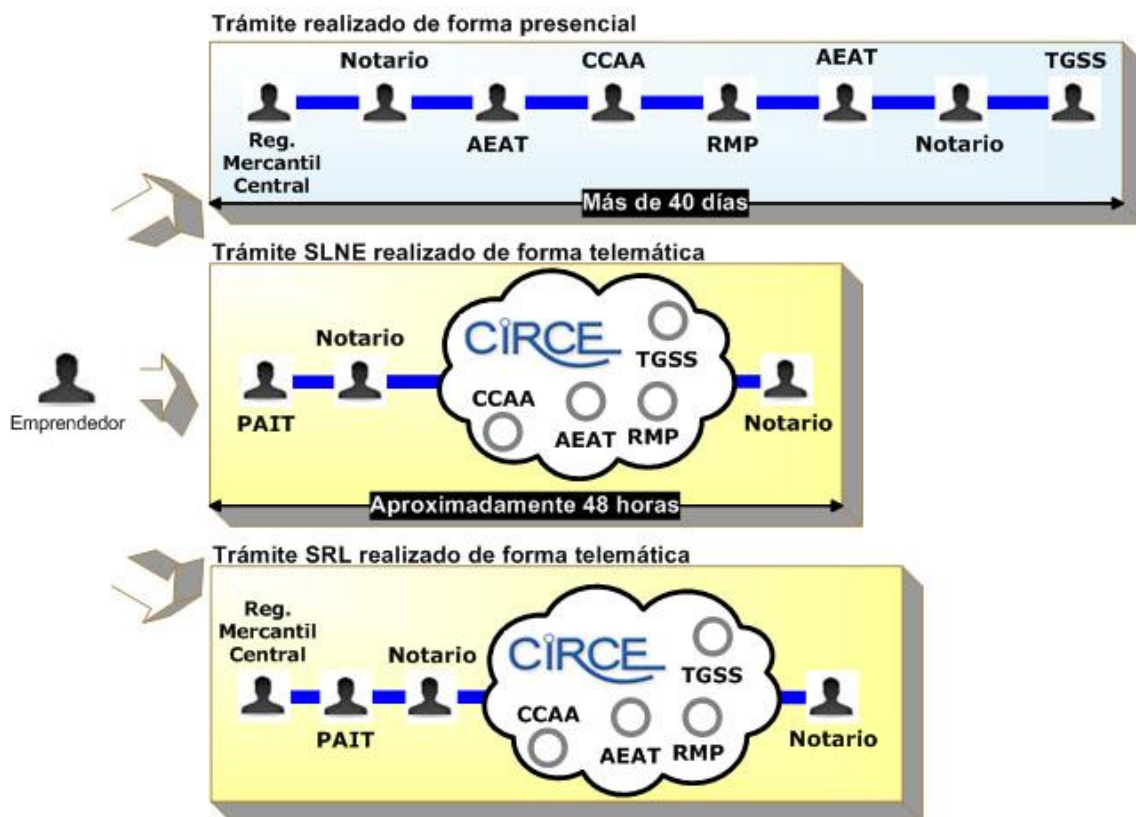 Trámite realizado de forma presencial
Notario
CCAA
AEAT
TGSS
Reg.
Mercantil
Central
AEAT
RMP
Notario
Más de 40 días
Trámite SLNE realizado de forma telemática
Emprendedor
PAIT
Notario
CIRCE
TGSS
CCAA
AEAT
RMP
Notario
Aproximadamente 48 horas
Trámite SRL realizado de forma telemática
Reg.
Mercantil
Central
PAIT
Notario
CIRCE
TGSS
CCAA
AEAT
RMP
Notario